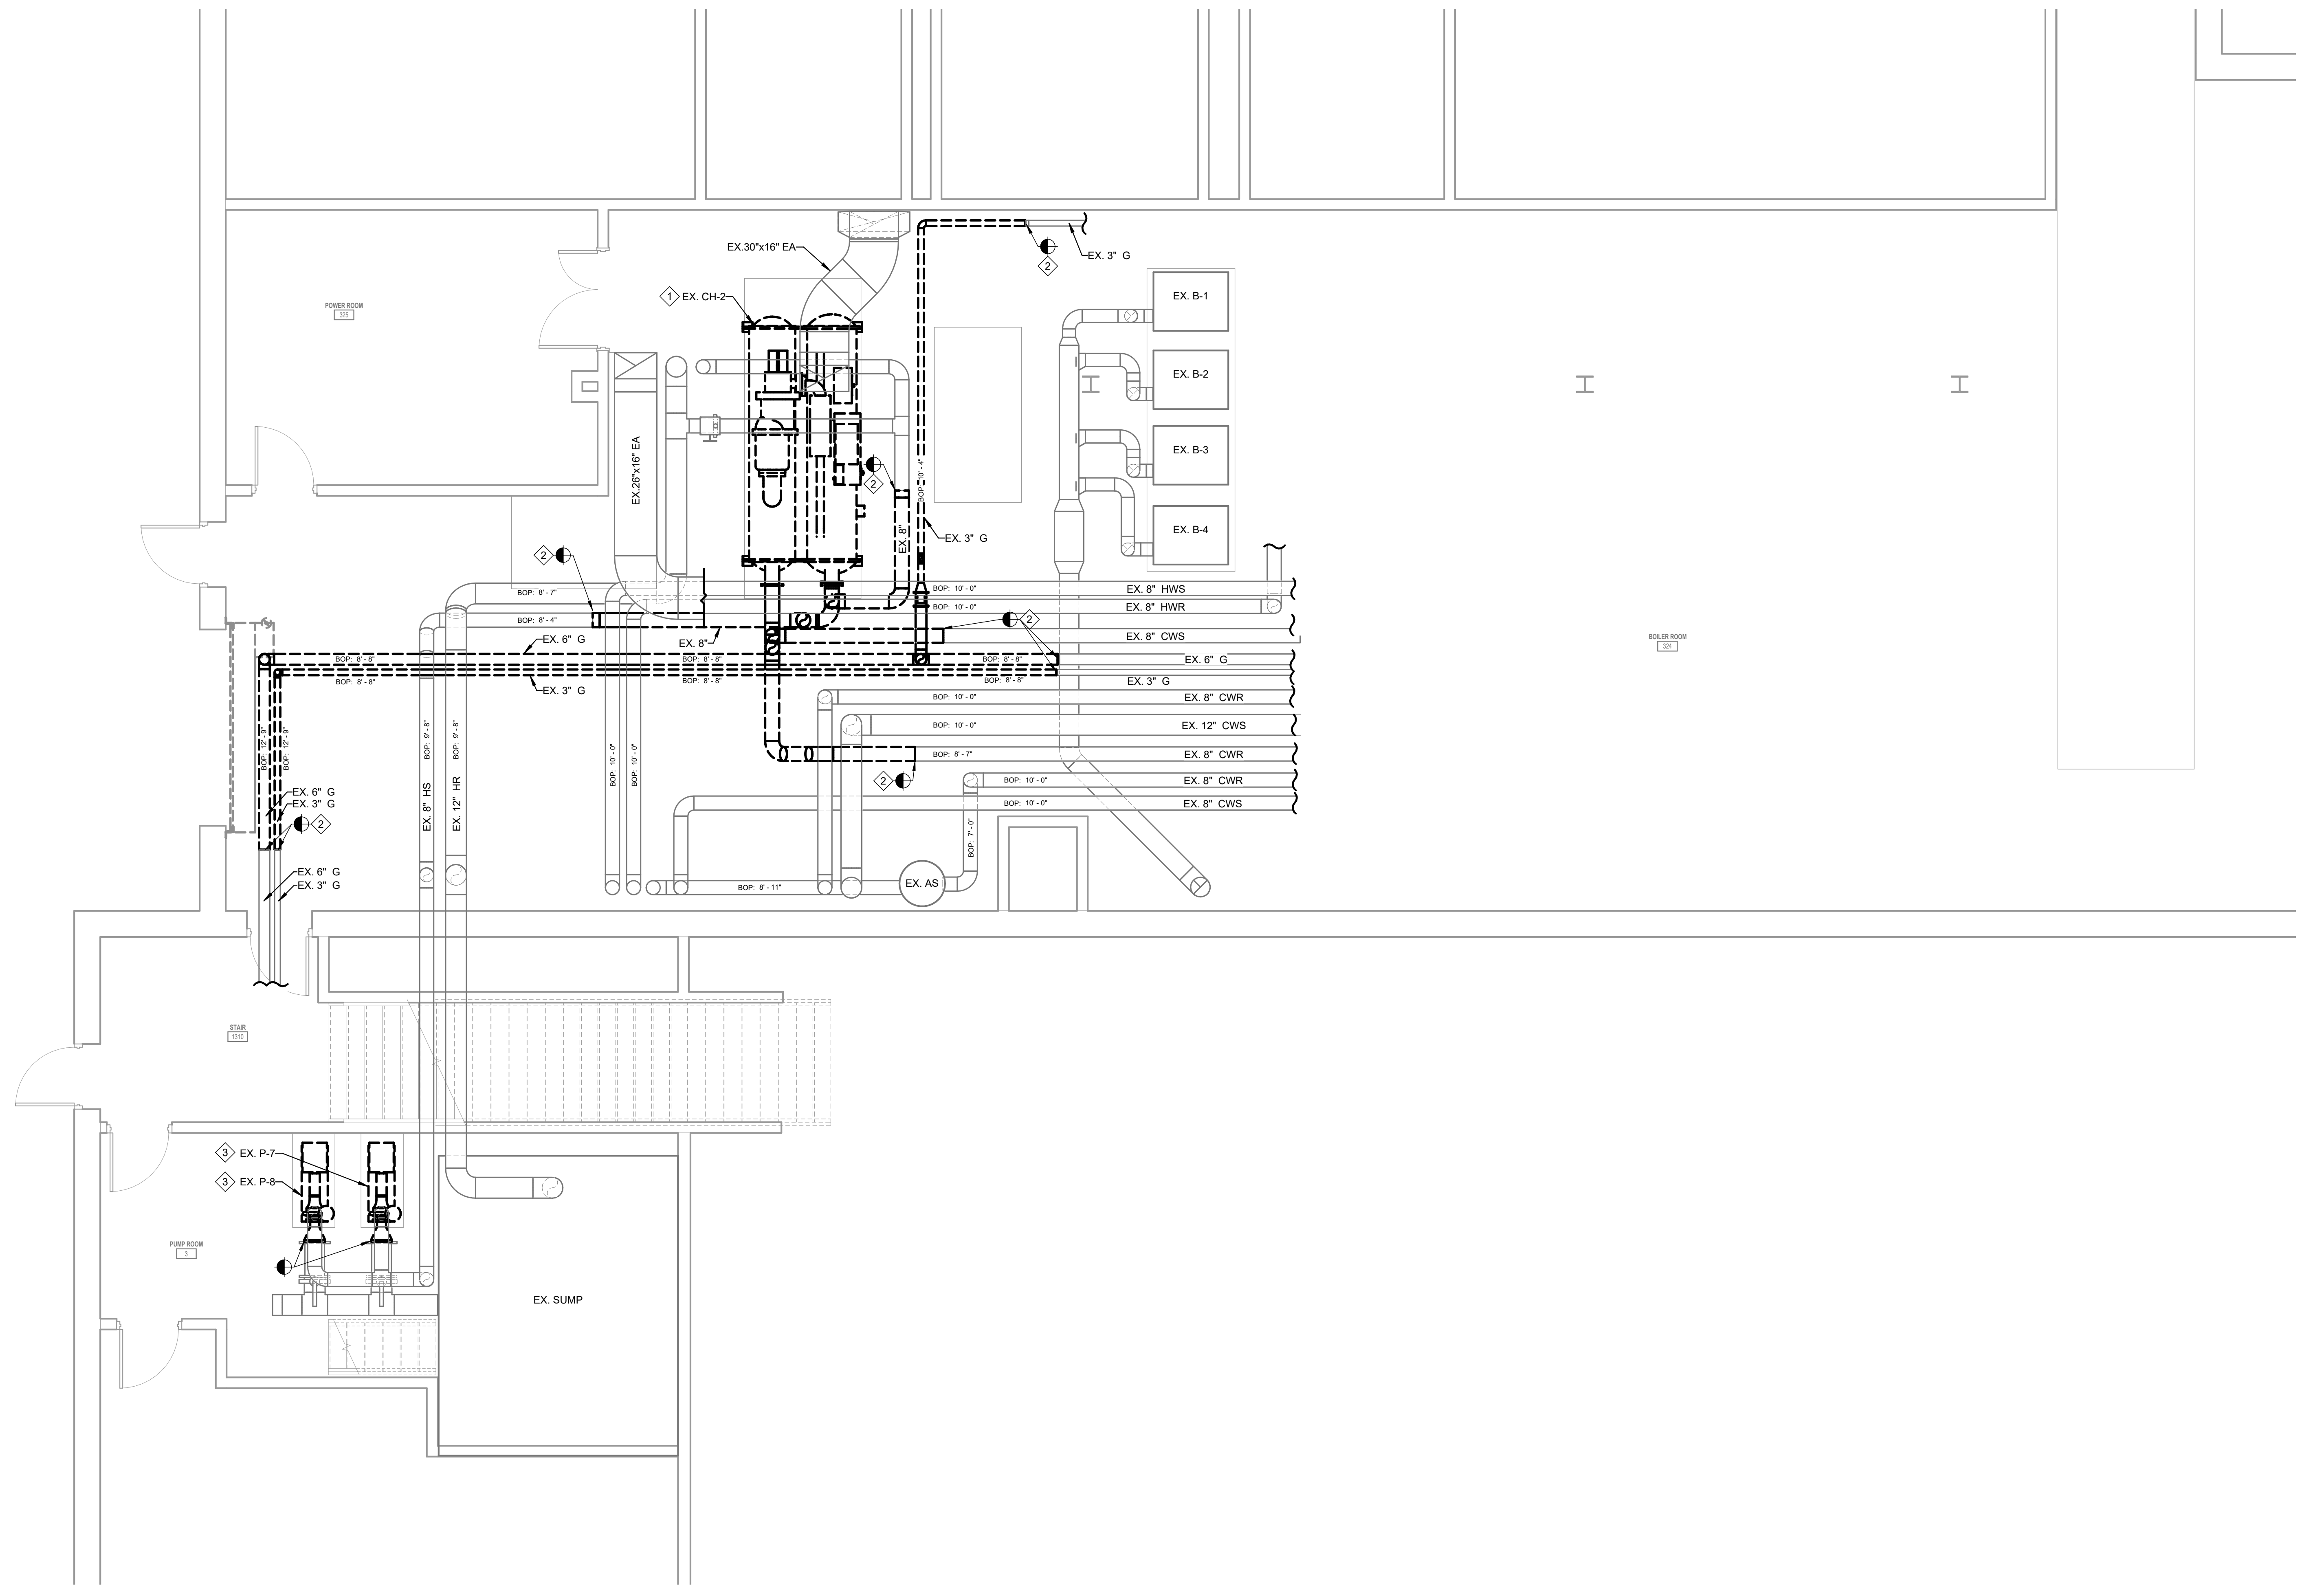 EX.30"x16" EA
EX. 3" G
2
1
EX. CH-2
EX. B-1
POWER ROOM
325
EX. B-2
EX. B-3
EX.26"x16" EA
2
BOP: 10' - 4"
EX. B-4
EX. 8"
EX. 3" G
2
BOP: 8' - 7"
BOP: 10' - 0"
EX. 8" HWS
BOP: 10' - 0"
EX. 8" HWR
BOP: 8' - 4"
2
EX. 6" G
EX. 8"
EX. 8" CWS
BOILER ROOM
324
BOP: 8' - 8"
BOP: 8' - 8"
BOP: 8' - 8"
EX. 6" G
BOP: 8' - 8"
BOP: 8' - 8"
BOP: 8' - 8"
EX. 3" G
EX. 3" G
BOP: 10' - 0"
EX. 8" CWR
BOP: 10' - 0"
EX. 12" CWS
BOP: 12' - 9"
BOP: 12' - 9"
BOP: 9' - 8"
BOP: 9' - 8"
BOP: 10' - 0"
BOP: 10' - 0"
BOP: 8' - 7"
EX. 8" CWR
2
BOP: 10' - 0"
EX. 8" CWR
EX. 6" G
EX. 3" G
EX. 8" HS
EX. 12" HR
BOP: 10' - 0"
EX. 8" CWS
2
BOP: 7' - 0"
EX. 6" G
EX. 3" G
BOP: 8' - 11"
EX. AS
STAIR
1310
3
EX. P-7
3
EX. P-8
PUMP ROOM
3
EX. SUMP